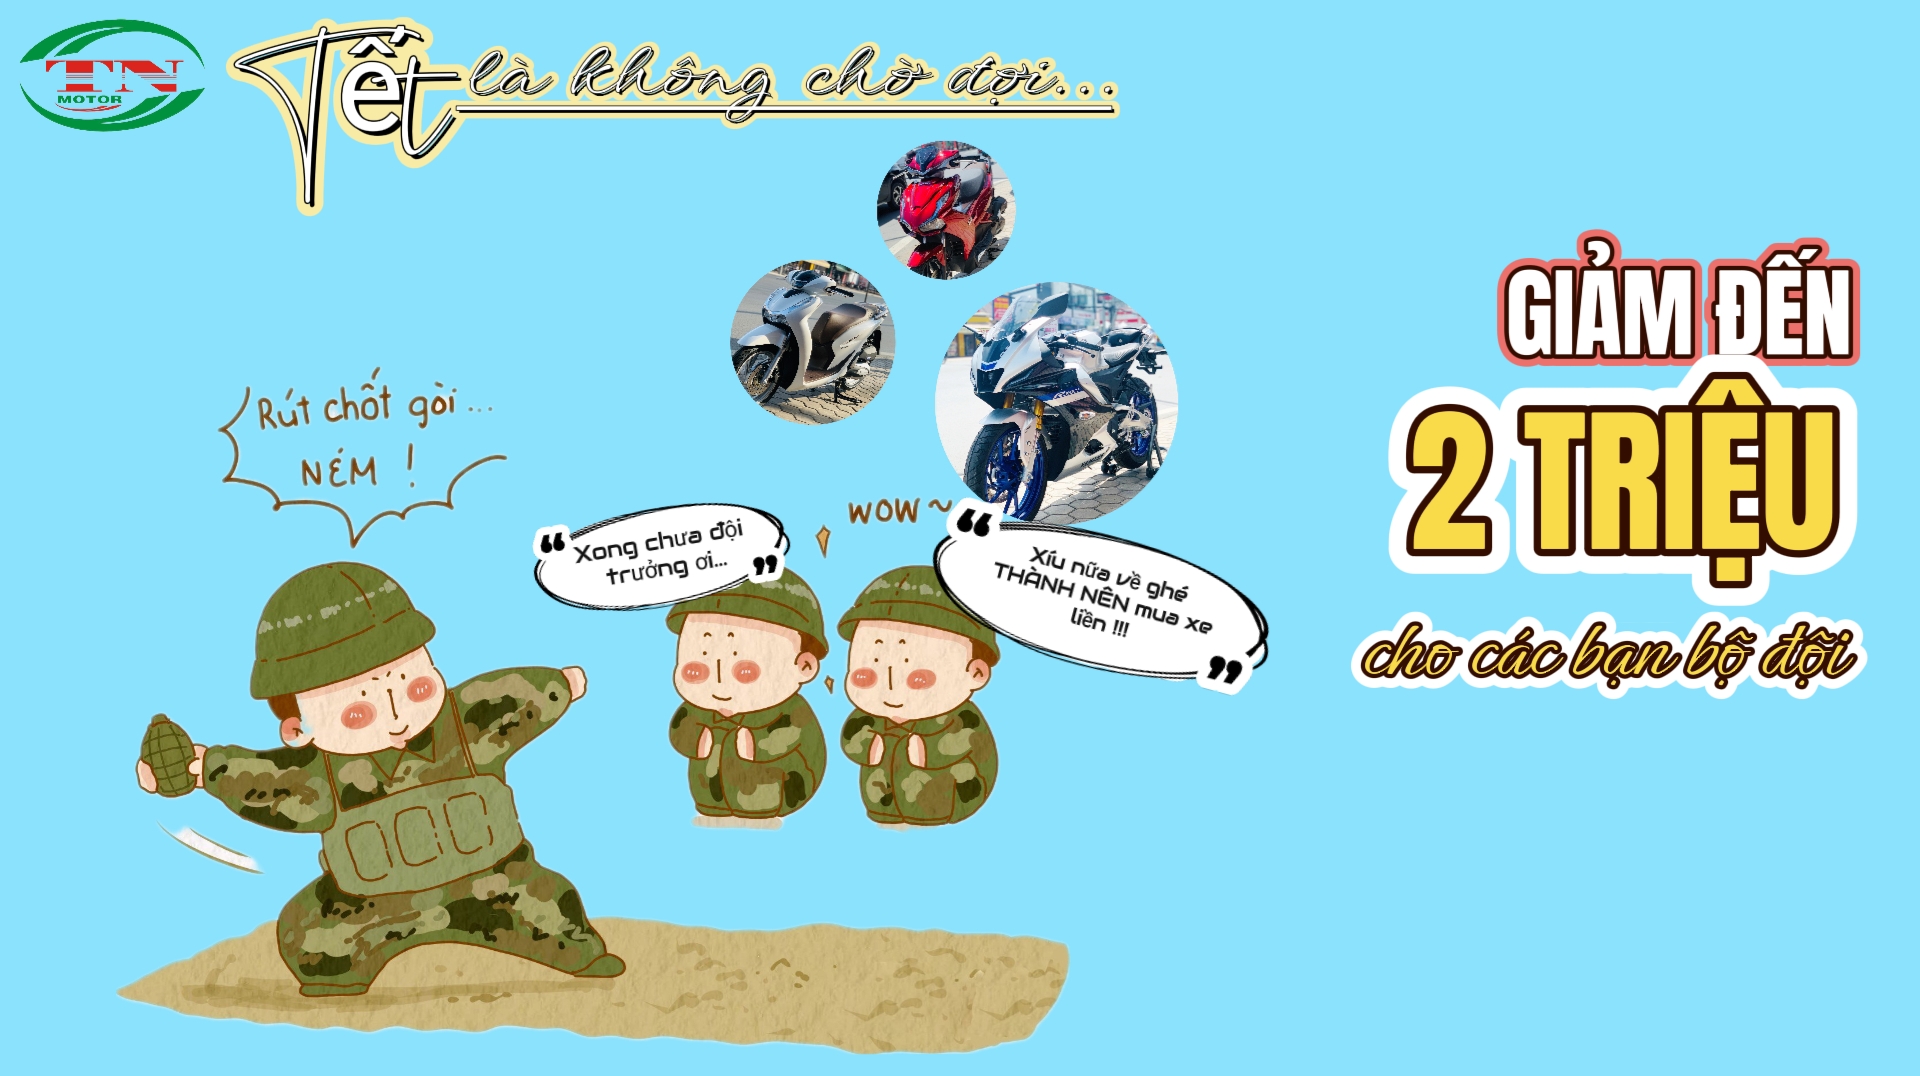 TN
MOTOR
Tết là không chờ đợi...
GIẢM ĐẾN
2 TRIỆU
cho các bạn bộ đội
Rút chốt gòi...
NÉM !
WOW ~
“ Xong chưa đội
trưởng ơi... ”
“ Xíu nữa về ghé
THÀNH NÊN mua xe
liền !!! ”